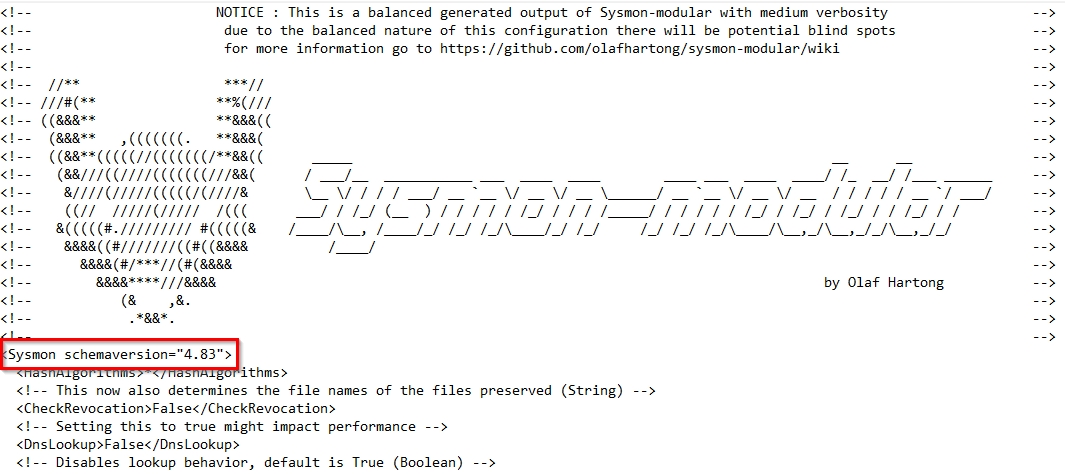 <!--                       NOTICE : This is a balanced generated output of Sysmon-modular with medium verbosity                  -->
<!--                        due to the balanced nature of this configuration there will be potential blind spots                 -->
<!--                        for more information go to https://github.com/olafhartong/sysmon-modular/wiki                        -->
<!--                                                                                                                             -->
<!--  //**                  ***//                                                                                                -->
<!-- ///#(**               **%(///                                                                                               -->
<!-- ((&&&**               **&&&((                                                                                               -->
<!--  (&&&**   ,(((((((.   **&&&(                                                                                                -->
<!--  ((&&**(((((//(((((((/**&&((      _____                                                            __      __               -->
<!--   (&&///((////(((((((///&&(      / ___/__  ___________ ___  ____  ____        ____ ___  ____  ____/ /_  __/ /___ ______     -->
<!--    &////(/////(((((/(////&       \__ \/ / / / ___/ __ `__ \/ __ \/ __ \______/ __ `__ \/ __ \/ __  / / / / / __ `/ ___/     -->
<!--    ((//  /////(/////  /(((      ___/ / /_/ (__  ) / / / / / /_/ / / / /_____/ / / / / / /_/ / /_/ / /_/ / / /_/ / /         -->
<!--   &(((((#.///////// #(((((&    /____/\__, /____/_/ /_/ /_/\____/_/ /_/     /_/ /_/ /_/\____/\__,_/\__,_/_/\__,_/_/          -->
<!--    &&&&((#///////((#((&&&&          /____/                                                                                  -->
<!--      &&&&(#/***//(#(&&&&                                                                                                    -->
<!--        &&&&****///&&&&                                                                            by Olaf Hartong           -->
<!--           (&    ,&.                                                                                                         -->
<!--            .*&&*.                                                                                                           -->
<!--                                                                                                                             -->
<Sysmon schemaversion="4.83">
  <HashAlgorithms>*</HashAlgorithms>
  <!-- This now also determines the file names of the files preserved (String) -->
  <CheckRevocation>False</CheckRevocation>
  <!-- Setting this to true might impact performance -->
  <DnsLookup>False</DnsLookup>
  <!-- Disables lookup behavior, default is True (Boolean) -->